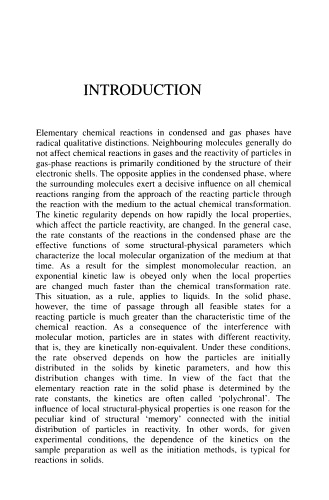 INTRODUCTION
Elementary chemical reactions in condensed and gas phases have
radical qualitative distinctions. Neighbouring molecules generally do
not affect chemical reactions in gases and the reactivity of particles in
gas-phase reactions is primarily conditioned by the structure of their
electronic shells. The opposite applies in the condensed phase, where
the surrounding molecules exert a decisive influence on all chemical
reactions ranging from the approach of the reacting particle through
the reaction with the medium to the actual chemical transformation.
The kinetic regularity depends on how rapidly the local properties,
which affect the particle reactivity, are changed. In the general case,
the rate constants of the reactions in the condensed phase are the
effective functions of some structural-physical parameters which
characterize the local molecular organization of the medium at that
time. As a result for the simplest monomolecular reaction, an
exponential kinetic law is obeyed only when the local properties
are changed much faster than the chemical transformation rate.
This situation, as a rule, applies to liquids. In the solid phase,
however, the time of passage through all feasible states for a
reacting particle is much greater than the characteristic time of the
chemical reaction. As a consequence of the interference with
molecular motion, particles are in states with different reactivity,
that is, they are kinetically non-equivalent. Under these conditions,
the rate observed depends on how the particles are initially
distributed in the solids by kinetic parameters, and how this
distribution changes with time. In view of the fact that the
elementary reaction rate in the solid phase is determined by the
rate constants, the kinetics are often called 'polychronal'. The
influence of local structural-physical properties is one reason for the
peculiar kind of structural 'memory' connected with the initial
distribution of particles in reactivity. In other words, for given
experimental conditions, the dependence of the kinetics on the
sample preparation as well as the initiation methods, is typical for
reactions in solids.